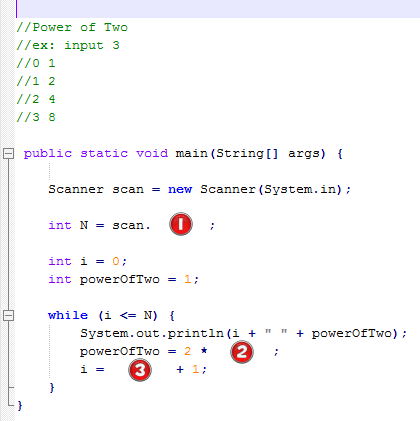 //Power of Two
//ex: input 3
//0 1
//1 2
//2 4
//3 8
public static void main(String[] args) {
Scanner scan = new Scanner(System.in);
int N = scan. 1 ;
int i = 0;
int powerOfTwo = 1;
while (i <= N) {
System.out.println(i + " " + powerOfTwo);
powerOfTwo = 2 * 2 ;
i = 3 + 1;
}
}